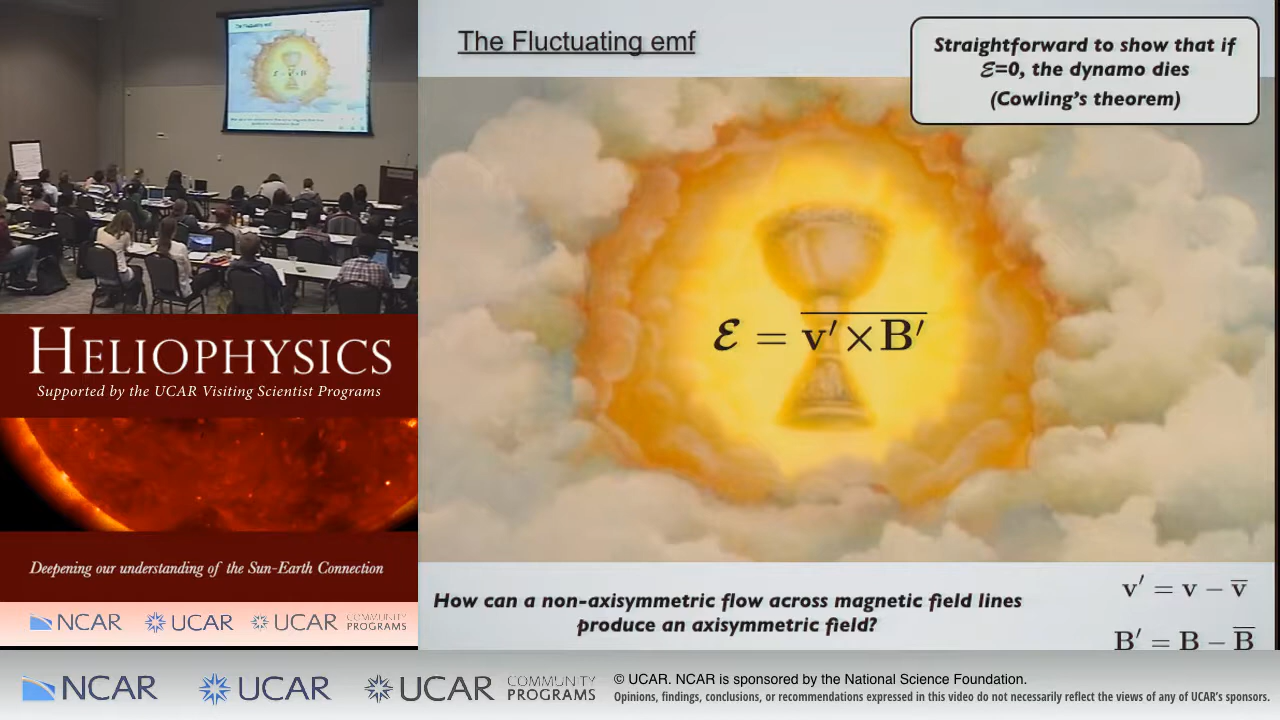 The Fluctuating emf
Straightforward to show that if
ℰ=0, the dynamo dies
(Cowling's theorem)
ℰ = v′×B′
How can a non-axisymmetric flow across magnetic field lines
produce an axisymmetric field?
v′ = v − v̅
B′ = B − B̅
The Fluctuating emf
HELIOPHYSICS
Supported by the UCAR Visiting Scientist Programs
Deepening our understanding of the Sun-Earth Connection
NCAR UCAR UCAR COMMUNITY
PROGRAMS
NCAR UCAR UCAR COMMUNITY
PROGRAMS
© UCAR. NCAR is sponsored by the National Science Foundation.
Opinions, findings, conclusions, or recommendations expressed in this video do not necessarily reflect the views of any of UCAR's sponsors.